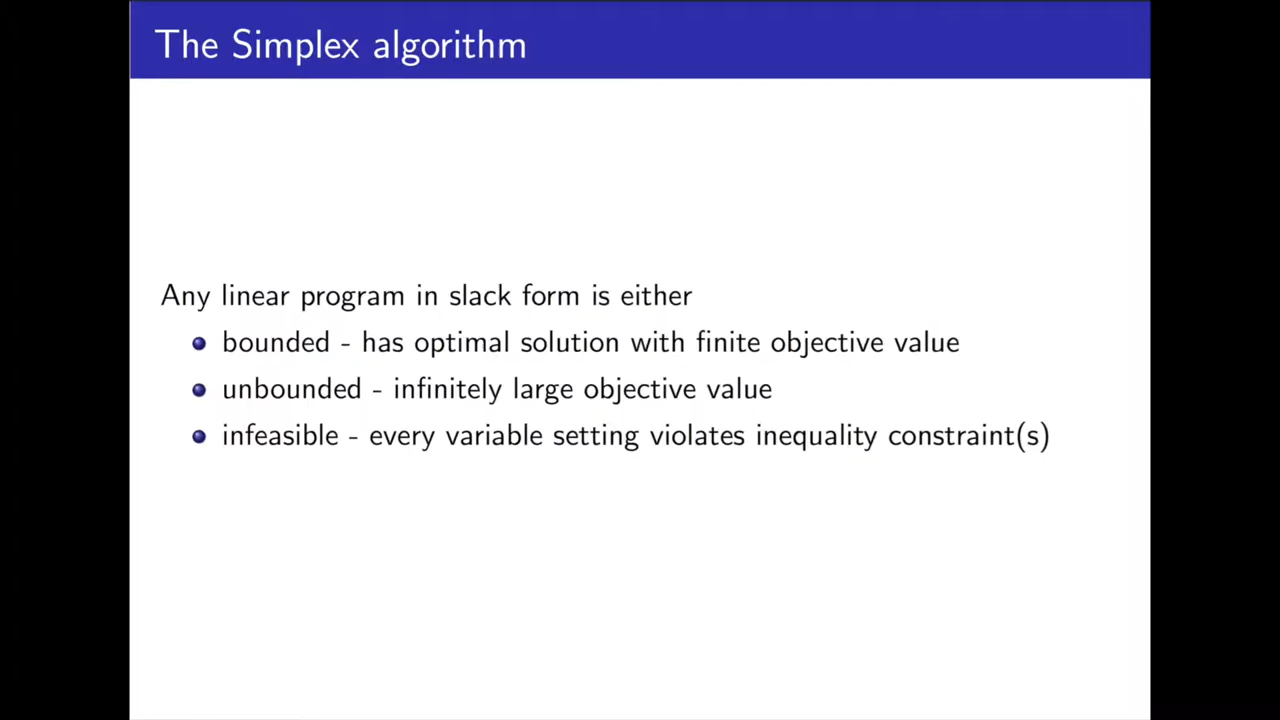 The Simplex algorithm
Any linear program in slack form is either
bounded - has optimal solution with finite objective value
unbounded - infinitely large objective value
infeasible - every variable setting violates inequality constraint(s)